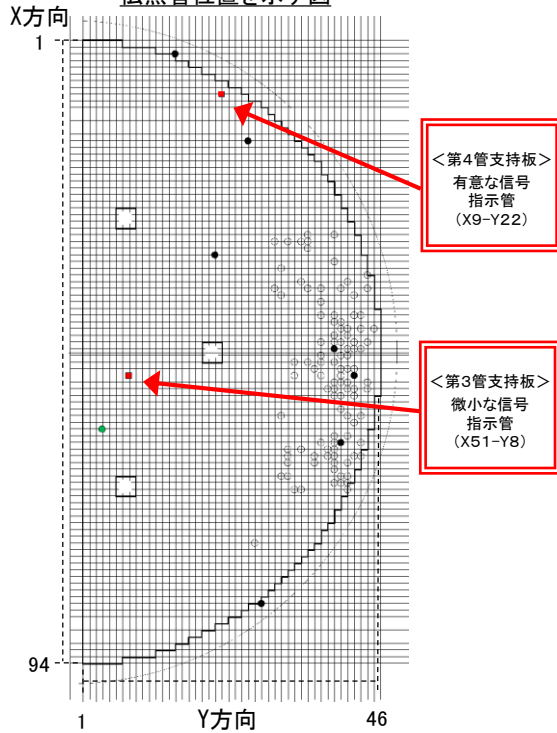 伝熱管位置を示す図
X方向
1
＜第4管支持板＞
有意な信号
指示管
（X9−Y22）
＜第3管支持板＞
微小な信号
指示管
（X51−Y8）
94
1
Y方向
46